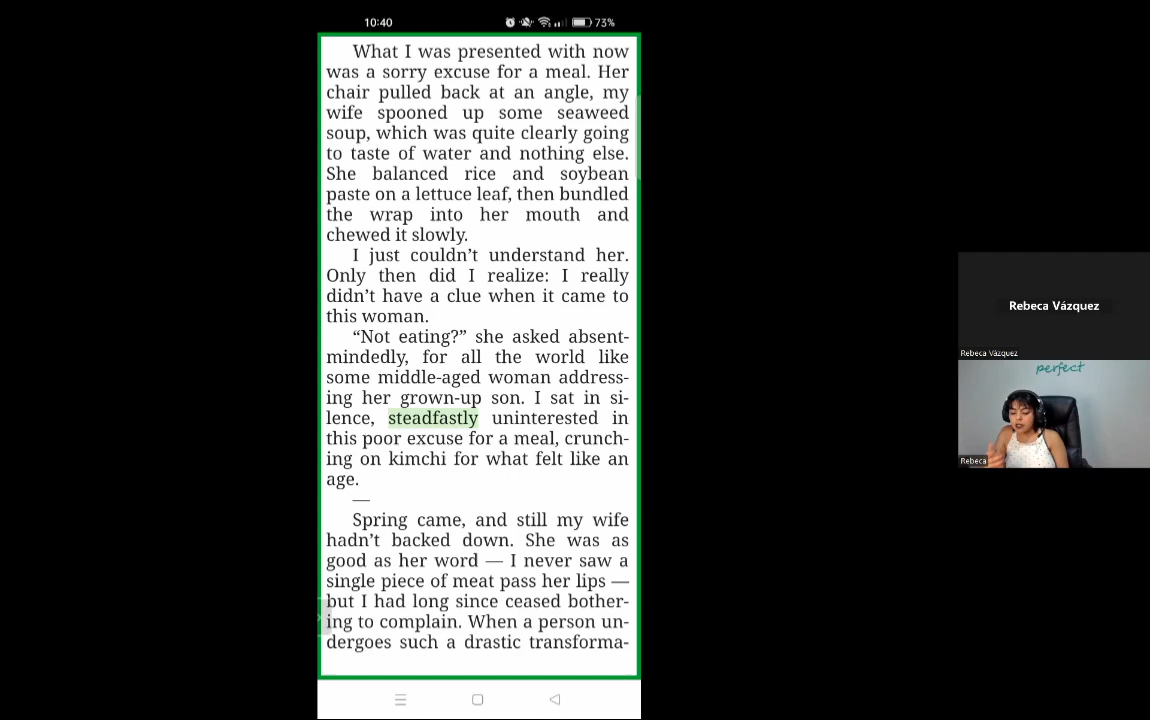 10:40
73%
What I was presented with now
was a sorry excuse for a meal. Her
chair pulled back at an angle, my
wife spooned up some seaweed
soup, which was quite clearly going
to taste of water and nothing else.
She balanced rice and soybean
paste on a lettuce leaf, then bundled
the wrap into her mouth and
chewed it slowly.
I just couldn’t understand her.
Only then did I realize: I really
didn’t have a clue when it came to
this woman.
“Not eating?” she asked absent-
mindedly, for all the world like
some middle-aged woman address-
ing her grown-up son. I sat in si-
lence, steadfastly uninterested in
this poor excuse for a meal, crunch-
ing on kimchi for what felt like an
age.
—
Spring came, and still my wife
hadn’t backed down. She was as
good as her word — I never saw a
single piece of meat pass her lips —
but I had long since ceased bother-
ing to complain. When a person un-
dergoes such a drastic transforma-
Rebeca Vázquez
Rebeca Vázquez
perfect
Rebeca